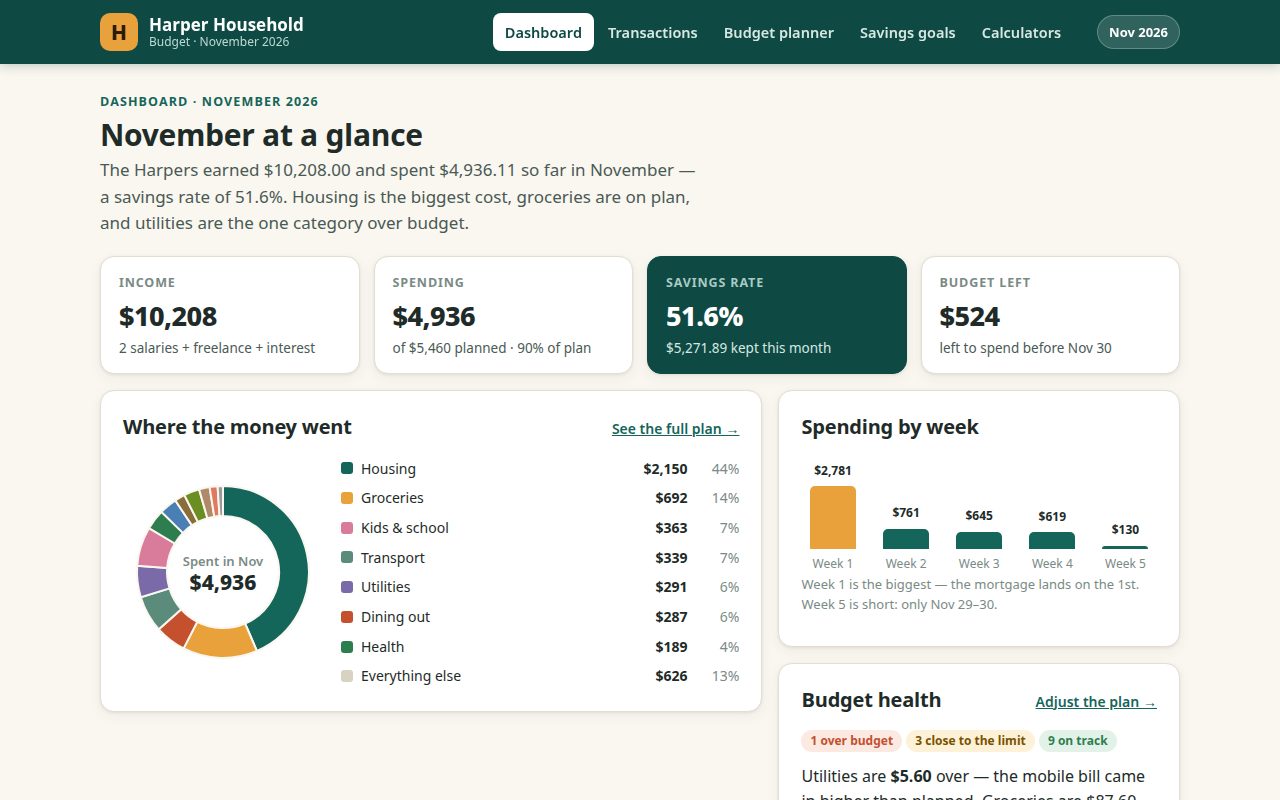 H
Harper Household
Budget · November 2026
Dashboard
Transactions
Budget planner
Savings goals
Calculators
Nov 2026
DASHBOARD · NOVEMBER 2026
November at a glance
The Harpers earned $10,208.00 and spent $4,936.11 so far in November —
a savings rate of 51.6%. Housing is the biggest cost, groceries are on plan,
and utilities are the one category over budget.
INCOME
$10,208
2 salaries + freelance + interest
SPENDING
$4,936
of $5,460 planned · 90% of plan
SAVINGS RATE
51.6%
$5,271.89 kept this month
BUDGET LEFT
$524
left to spend before Nov 30
Where the money went
See the full plan →
Spent in Nov
$4,936
Housing $2,150 44%
Groceries $692 14%
Kids & school $363 7%
Transport $339 7%
Utilities $291 6%
Dining out $287 6%
Health $189 4%
Everything else $626 13%
Spending by week
$2,781
$761
$645
$619
$130
Week 1 Week 2 Week 3 Week 4 Week 5
Week 1 is the biggest — the mortgage lands on the 1st.
Week 5 is short: only Nov 29–30.
Budget health
Adjust the plan →
1 over budget
3 close to the limit
9 on track
Utilities are $5.60 over — the mobile bill came
in higher than planned. Groceries are $87.60